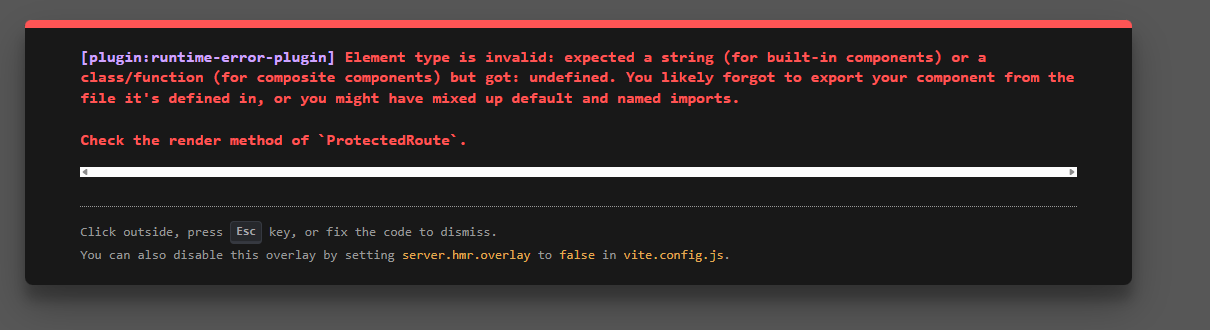 [plugin:runtime-error-plugin] Element type is invalid: expected a string (for built-in components) or a
class/function (for composite components) but got: undefined. You likely forgot to export your component from the
file it's defined in, or you might have mixed up default and named imports.
Check the render method of `ProtectedRoute`.
Click outside, press Esc key, or fix the code to dismiss.
You can also disable this overlay by setting server.hmr.overlay to false in vite.config.js.